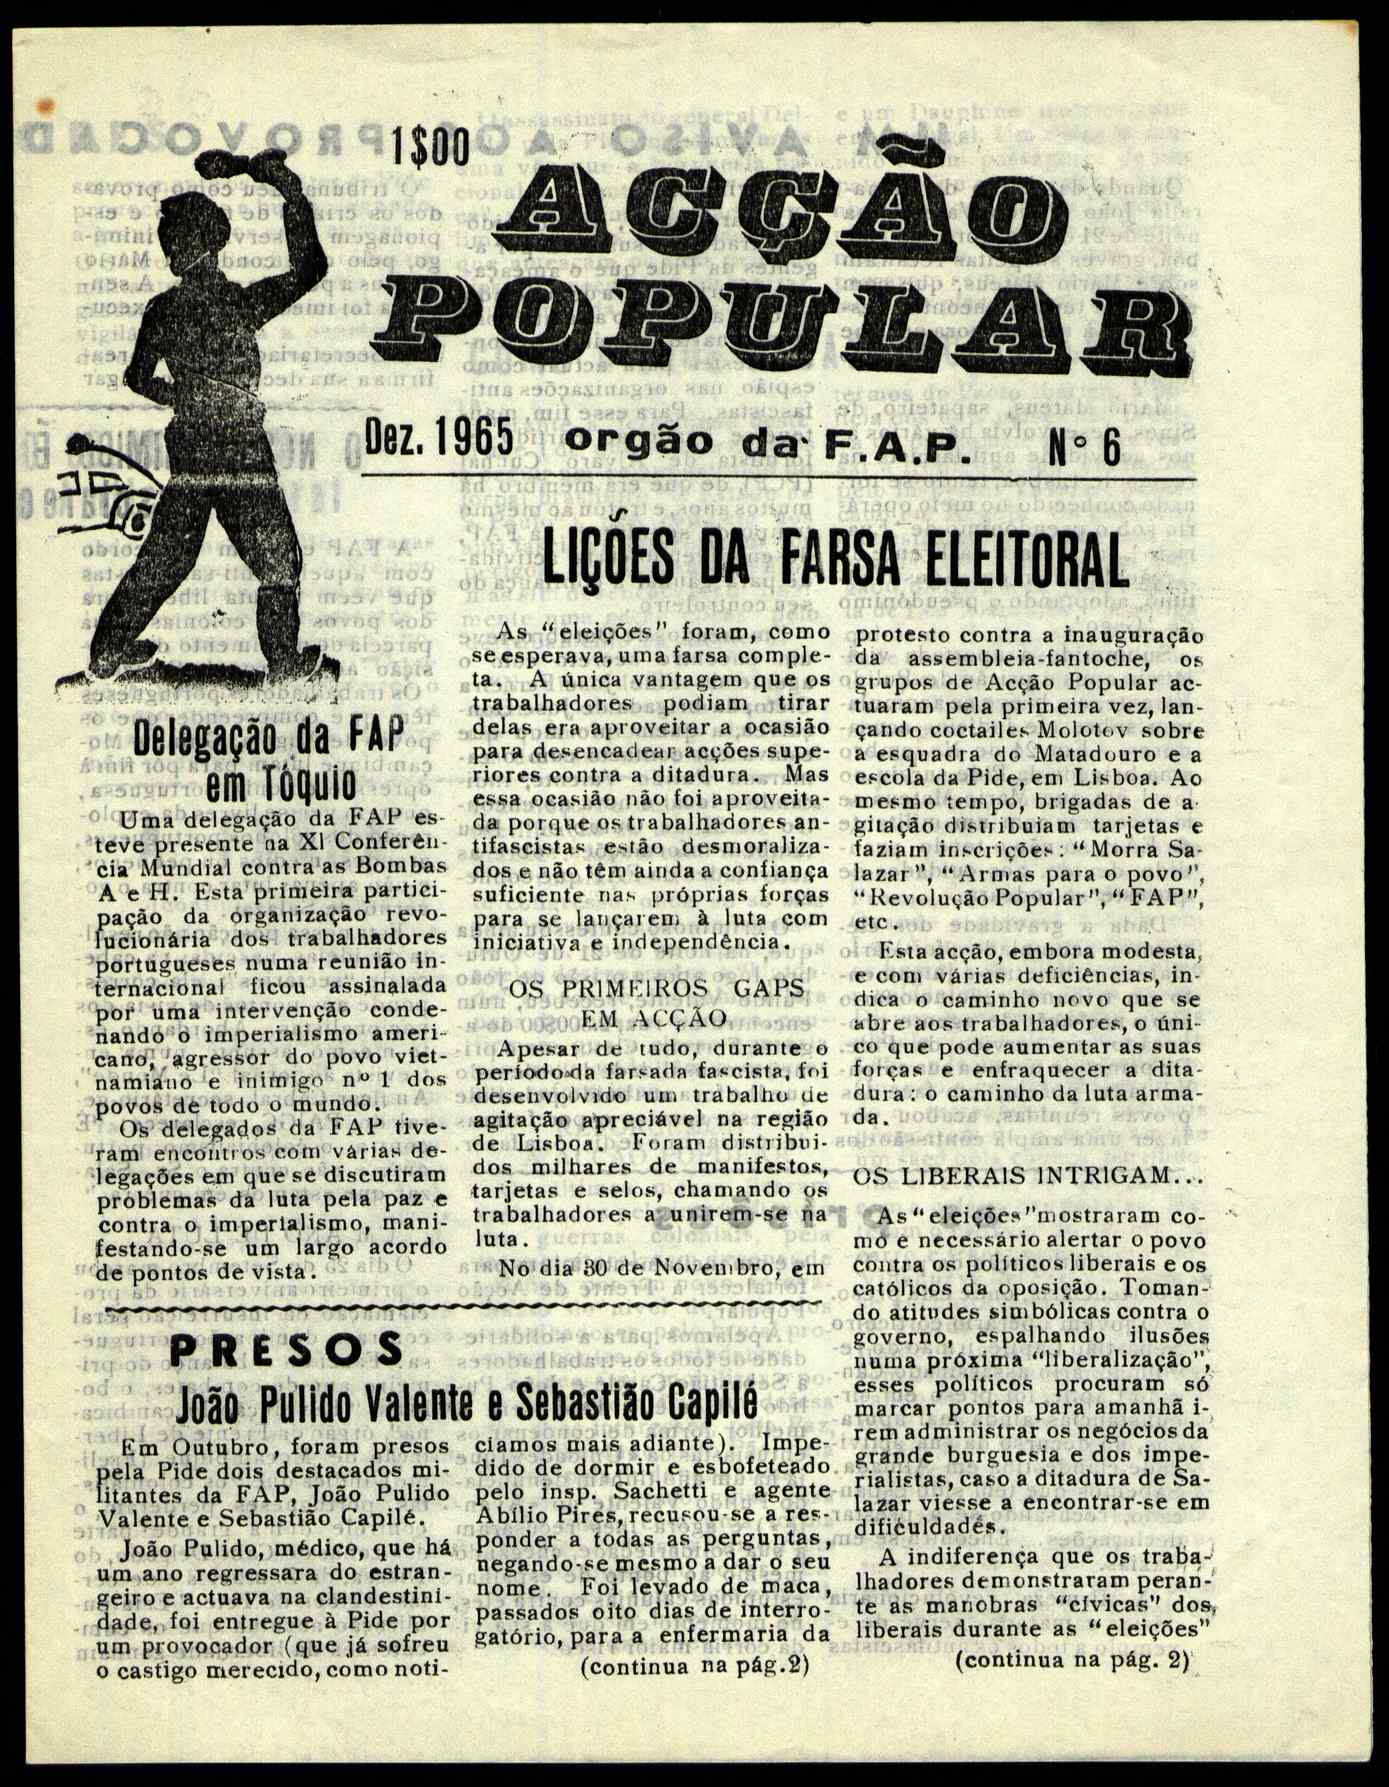 1$00
ACÇÃO
POPULAR
Dez. 1965 orgão da F.A.P. Nº 6
LIÇÕES DA FARSA ELEITORAL
As "eleições" foram, como
se esperava, uma farsa comple-
ta. A única vantagem que os
trabalhadores podiam tirar
delas era aproveitar a ocasião
para desencadear acções supe-
riores contra a ditadura. Mas
essa ocasião não foi aproveita-
da porque os trabalhadores an-
tifascistas estão desmoraliza-
dos e não têm ainda a confiança
suficiente nas próprias forças
para se lançarem à luta com
iniciativa e independência.
OS PRIMEIROS GAPS
EM ACÇÃO
Apesar de tudo, durante o
período da farsada fascista, foi
desenvolvido um trabalho de
agitação apreciável na região
de Lisboa. Foram distribui-
dos milhares de manifestos,
tarjetas e selos, chamando os
trabalhadores a unirem-se na
luta.
No dia 30 de Novembro, em
protesto contra a inauguração
da assembleia-fantoche, os
grupos de Acção Popular ac-
tuaram pela primeira vez, lan-
çando coctailes Molotov sobre
a esquadra do Matadouro e a
escola da Pide, em Lisboa. Ao
mesmo tempo, brigadas de a-
gitação distribuiam tarjetas e
faziam inscrições: "Morra Sa-
lazar", "Armas para o povo",
"Revolução Popular", "FAP",
etc.
Esta acção, embora modesta,
e com várias deficiências, in-
dica o caminho novo que se
abre aos trabalhadores, o úni-
co que pode aumentar as suas
forças e enfraquecer a dita-
dura: o caminho da luta arma-
da.
OS LIBERAIS INTRIGAM...
As "eleições" mostraram co-
mo é necessário alertar o povo
contra os políticos liberais e os
católicos da oposição. Toman-
do atitudes simbólicas contra o
governo, espalhando ilusões
numa próxima "liberalização",
esses políticos procuram só
marcar pontos para amanhã i-
rem administrar os negócios da
grande burguesia e dos impe-
rialistas, caso a ditadura de Sa-
lazar viesse a encontrar-se em
dificuldades.
A indiferença que os traba-
lhadores demonstraram peran-
te as manobras "cívicas" dos
liberais durante as "eleições"
(continua na pág. 2)
Delegação da FAP
em Tóquio
Uma delegação da FAP es-
teve presente na XI Conferên-
cia Mundial contra as Bombas
A e H. Esta primeira partici-
pação da organização revo-
lucionária dos trabalhadores
portugueses numa reunião in-
ternacional ficou assinalada
por uma intervenção conde-
nando o imperialismo ameri-
cano, agressor do povo viet-
namiano e inimigo nº 1 dos
povos de todo o mundo.
Os delegados da FAP tive-
ram encontros com várias de-
legações em que se discutiram
problemas da luta pela paz e
contra o imperialismo, mani-
festando-se um largo acordo
de pontos de vista.
PRESOS
João Pulido Valente e Sebastião Capilé
Em Outubro, foram presos
pela Pide dois destacados mi-
litantes da FAP, João Pulido
Valente e Sebastião Capilé.
João Pulido, médico, que há
um ano regressara do estran-
geiro e actuava na clandestini-
dade, foi entregue à Pide por
um provocador (que já sofreu
o castigo merecido, como noti-
ciamos mais adiante). Impe-
dido de dormir e esbofeteado
pelo insp. Sachetti e agente
Abílio Pires, recusou-se a res-
ponder a todas as perguntas,
negando-se mesmo a dar o seu
nome. Foi levado de maca,
passados oito dias de interro-
gatório, para a enfermaria da
(continua na pág.2)